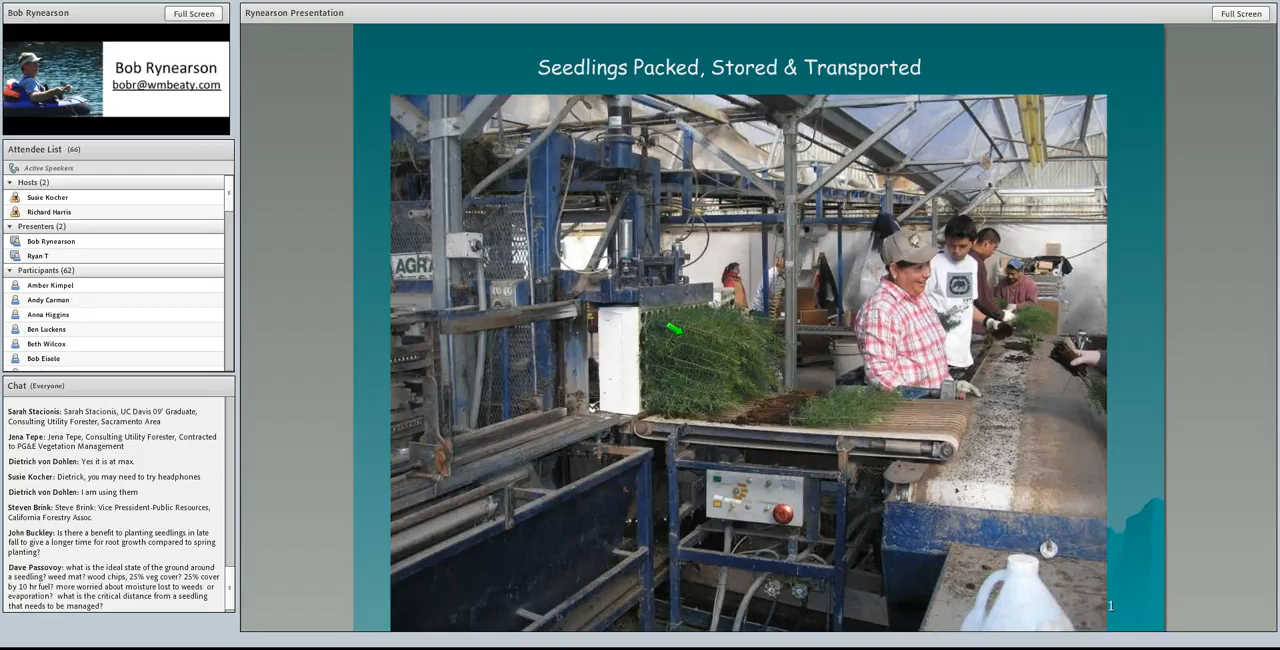 Bob Rynearson
Full Screen
Bob Rynearson
bobr@wmbeaty.com
Attendee List (66)
Active Speakers
Hosts (2)
Susie Kocher
Richard Harris
Presenters (2)
Bob Rynearson
Ryan T
Participants (62)
Amber Kimpel
Andy Carman
Anna Higgins
Ben Luckens
Beth Wilcox
Bob Eisele
Chat (Everyone)
Sarah Stacionis: Sarah Stacionis, UC Davis 09' Graduate,
Consulting Utility Forester, Sacramento Area
Jena Tepe: Jena Tepe, Consulting Utility Forester, Contracted
to PG&E Vegetation Management
Dietrich von Dohlen: Yes it is at max.
Susie Kocher: Dietrick, you may need to try headphones
Dietrich von Dohlen: I am using them
Steven Brink: Steve Brink: Vice President-Public Resources,
California Forestry Assoc.
John Buckley: Is there a benefit to planting seedlings in late
fall to give a longer time for root growth compared to spring
planting?
Dave Passovoy: what is the ideal state of the ground around
a seedling? weed mat? wood chips, 25% veg cover? 25% cover
by 10 hr fuel? more worried about moisture lost to weeds or
evaporation? what is the critical distance from a seedling
that needs to be managed?
Rynearson Presentation
Full Screen
Seedlings Packed, Stored & Transported
AGRA
1